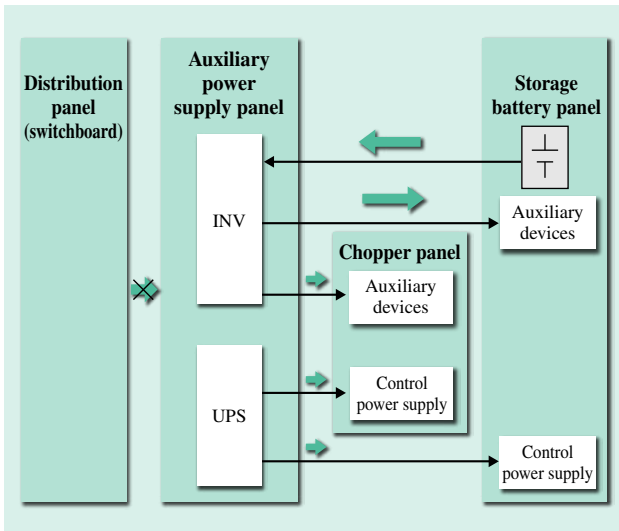 Distribution
panel
(switchboard)
Auxiliary
power
supply panel
Storage
battery panel
INV
Auxiliary
devices
Chopper panel
Auxiliary
devices
UPS
Control
power supply
Control
power supply